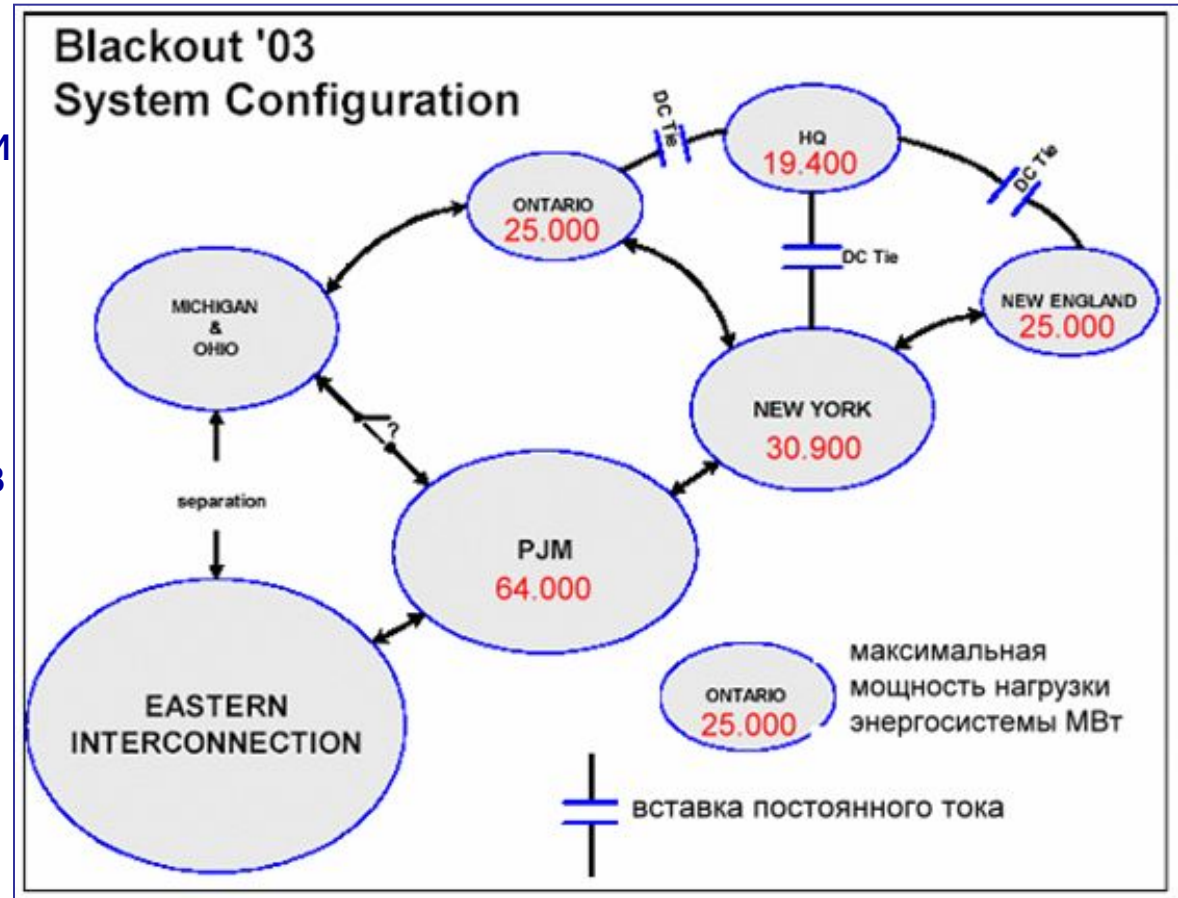 Blackout '03
System Configuration
и
в
DC Tie
HQ
19.400
DC Tie
ONTARIO
25.000
DC Tie
MICHIGAN
&
OHIO
NEW ENGLAND
25.000
NEW YORK
30.900
?
separation
PJM
64.000
EASTERN
INTERCONNECTION
ONTARIO
25.000
максимальная
мощность нагрузки
энергосистемы МВт
вставка постоянного тока